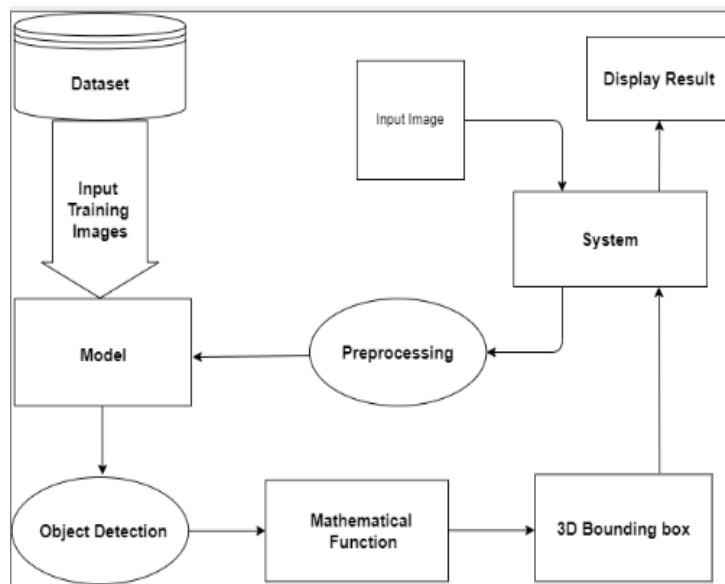 Dataset
Display Result
Input Image
Input
Training
Images
System
Model
Preprocessing
Object Detection
Mathematical
Function
3D Bounding box